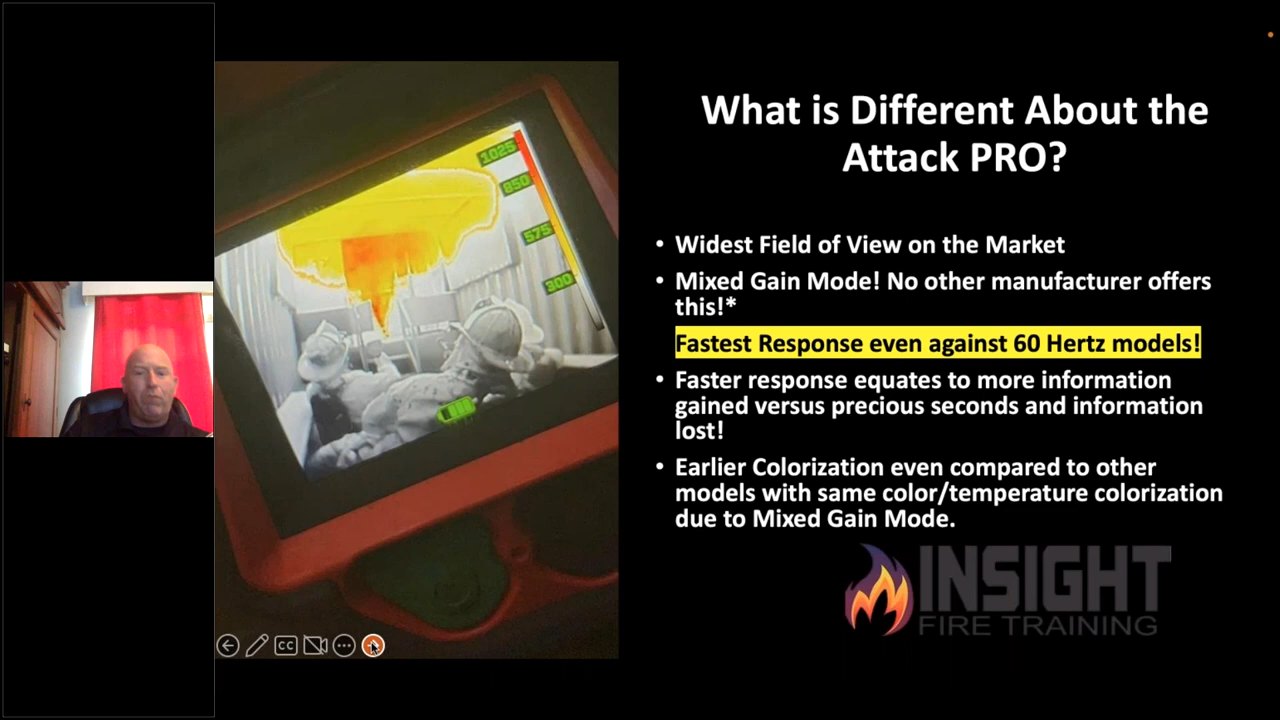 What is Different About the
Attack PRO?
• Widest Field of View on the Market
• Mixed Gain Mode! No other manufacturer offers
this!*
Fastest Response even against 60 Hertz models!
• Faster response equates to more information
gained versus precious seconds and information
lost!
• Earlier Colorization even compared to other
models with same color/temperature colorization
due to Mixed Gain Mode.
1025
850
575
300
CC
INSIGHT
FIRE TRAINING